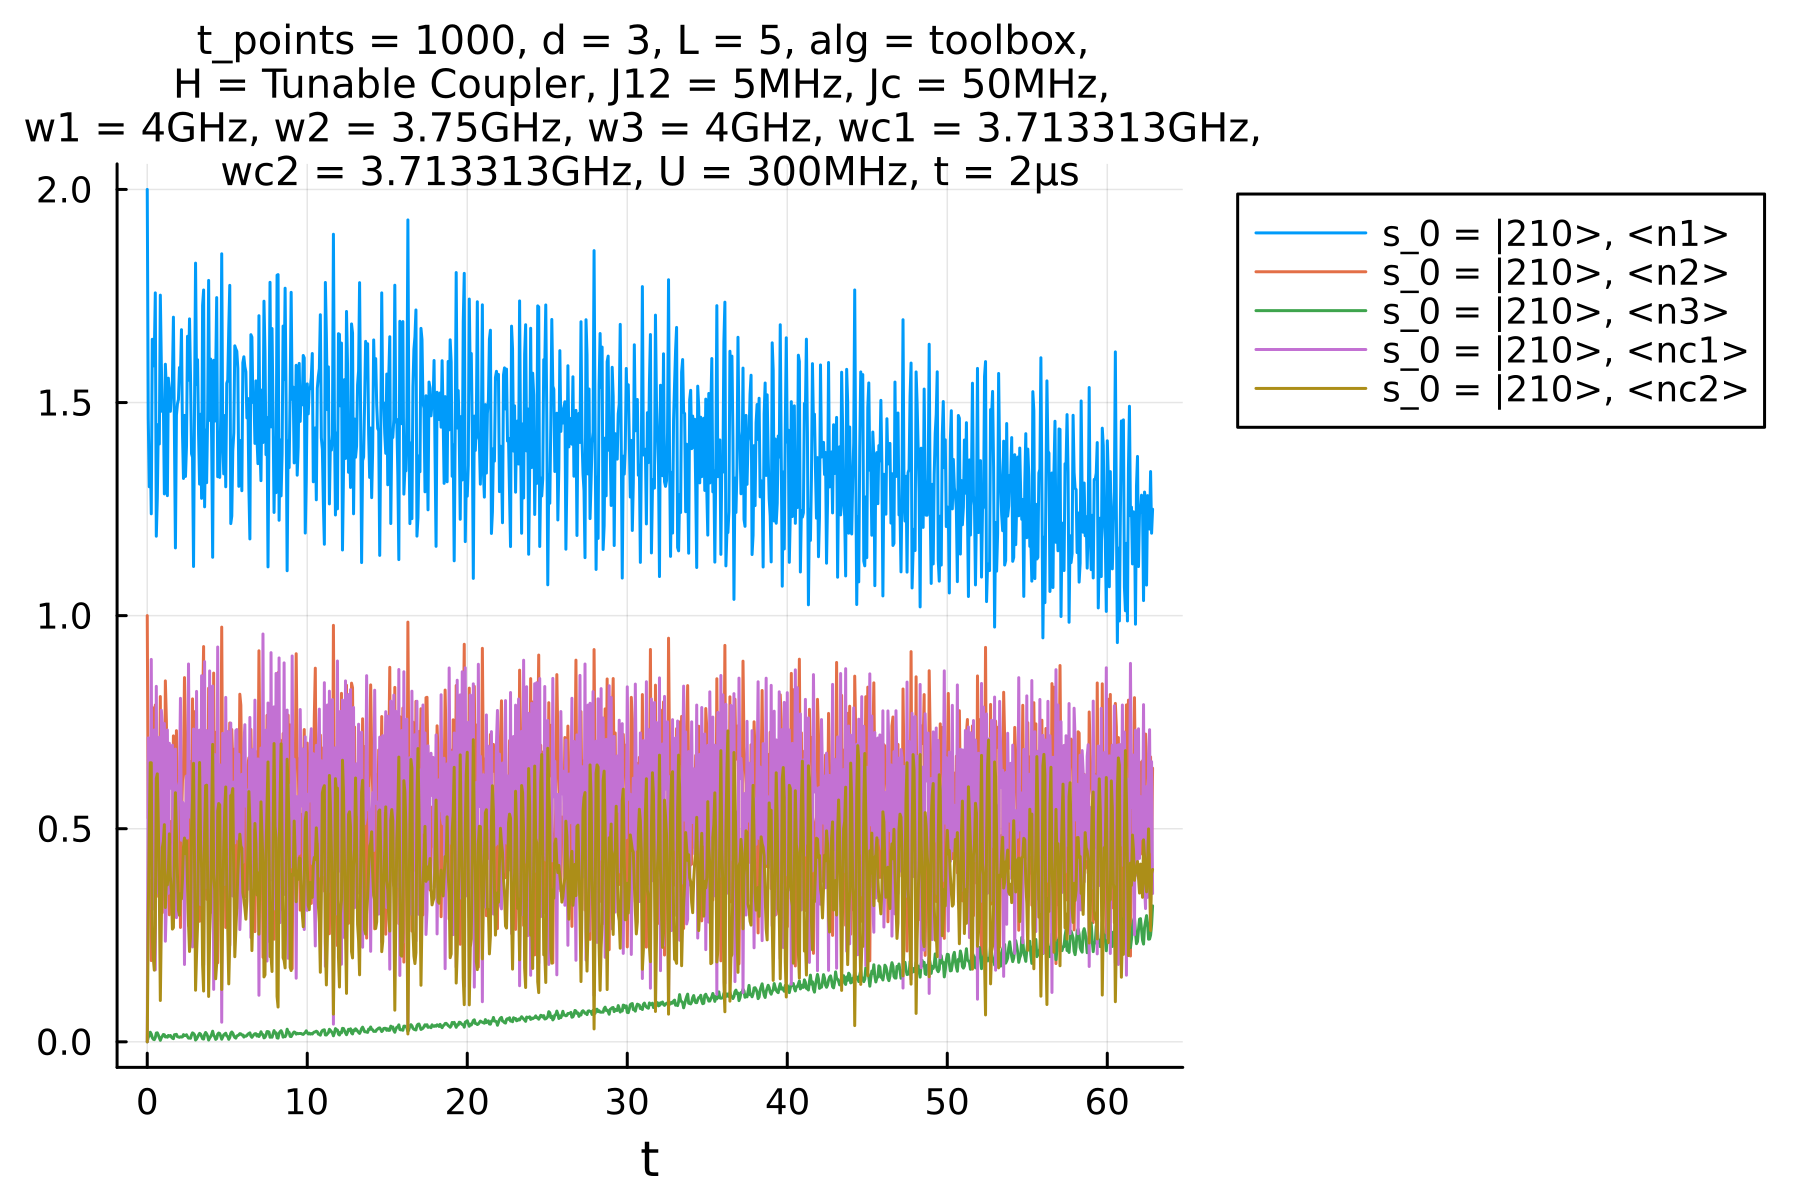 t_points = 1000, d = 3, L = 5, alg = toolbox,
H = Tunable Coupler, J12 = 5MHz, Jc = 50MHz,
w1 = 4GHz, w2 = 3.75GHz, w3 = 4GHz, wc1 = 3.713313GHz,
wc2 = 3.713313GHz, U = 300MHz, t = 2μs
2.0
1.5
1.0
0.5
0.0
0 10 20 30 40 50 60
t
s_0 = |210>, <n1>
s_0 = |210>, <n2>
s_0 = |210>, <n3>
s_0 = |210>, <nc1>
s_0 = |210>, <nc2>